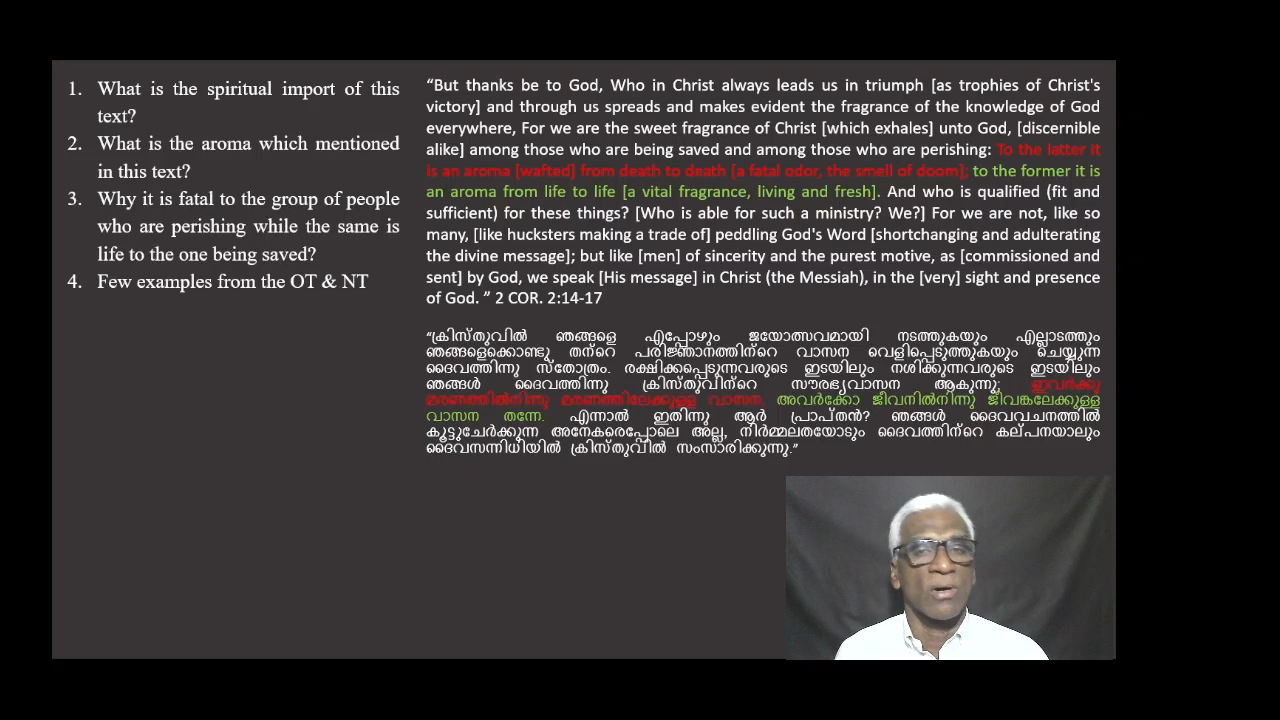 1. What is the spiritual import of this
text?
2. What is the aroma which mentioned
in this text?
3. Why it is fatal to the group of people
who are perishing while the same is
life to the one being saved?
4. Few examples from the OT & NT
“But thanks be to God, Who in Christ always leads us in triumph [as trophies of Christ's
victory] and through us spreads and makes evident the fragrance of the knowledge of God
everywhere, For we are the sweet fragrance of Christ [which exhales] unto God, [discernible
alike] among those who are being saved and among those who are perishing: To the latter it
is an aroma [wafted] from death to death [a fatal odor, the smell of doom]; to the former it is
an aroma from life to life [a vital fragrance, living and fresh]. And who is qualified (fit and
sufficient) for these things? [Who is able for such a ministry? We?] For we are not, like so
many, [like hucksters making a trade of] peddling God's Word [shortchanging and adulterating
the divine message]; but like [men] of sincerity and the purest motive, as [commissioned and
sent] by God, we speak [His message] in Christ (the Messiah), in the [very] sight and presence
of God. ” 2 COR. 2:14-17
“ക്രിസ്തുവിൽ ഞങ്ങളെ എപ്പോഴും ജയോത്സവമായി നടത്തുകയും എല്ലാടത്തും
ഞങ്ങളെക്കൊണ്ടു തന്റെ പരിജ്ഞാനത്തിന്റെ വാസന വെളിപ്പെടുത്തുകയും ചെയ്യുന്ന
ദൈവത്തിന്നു സ്തോത്രം. രക്ഷിക്കപ്പെടുന്നവരുടെ ഇടയിലും നശിക്കുന്നവരുടെ ഇടയിലും
ഞങ്ങൾ ദൈവത്തിന്നു ക്രിസ്തുവിന്റെ സൗരഭ്യവാസന ആകുന്നു; ഇവർക്കു
മരണത്തിൽനിന്നു മരണത്തിലേക്കുള്ള വാസന, അവർക്കോ ജീവനിൽനിന്നു ജീവങ്കലേക്കുള്ള
വാസന തന്നേ. എന്നാൽ ഇതിന്നു ആർ പ്രാപ്തൻ? ഞങ്ങൾ ദൈവവചനത്തിൽ
കൂട്ടുചേർക്കുന്ന അനേകരെപ്പോലെ അല്ല, നിർമ്മലതയോടും ദൈവത്തിന്റെ കല്പനയാലും
ദൈവസന്നിധിയിൽ ക്രിസ്തുവിൽ സംസാരിക്കുന്നു.”